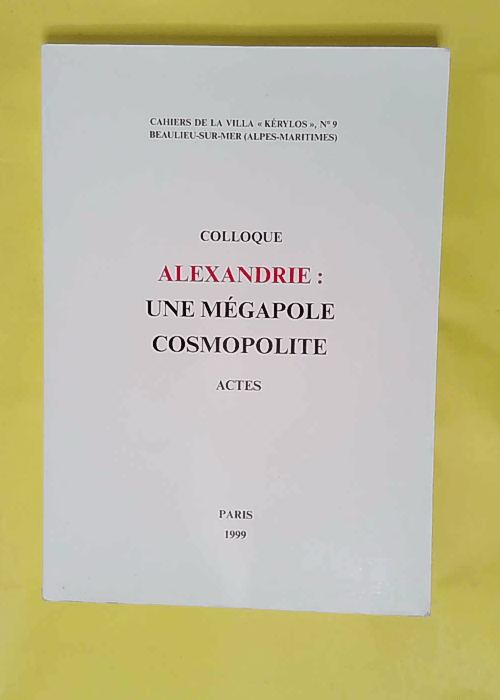 CAHIERS DE LA VILLA « KÉRYLOS », N° 9
BEAULIEU-SUR-MER (ALPES-MARITIMES)
COLLOQUE
ALEXANDRIE :
UNE MÉGAPOLE
COSMOPOLITE
ACTES
PARIS
1999